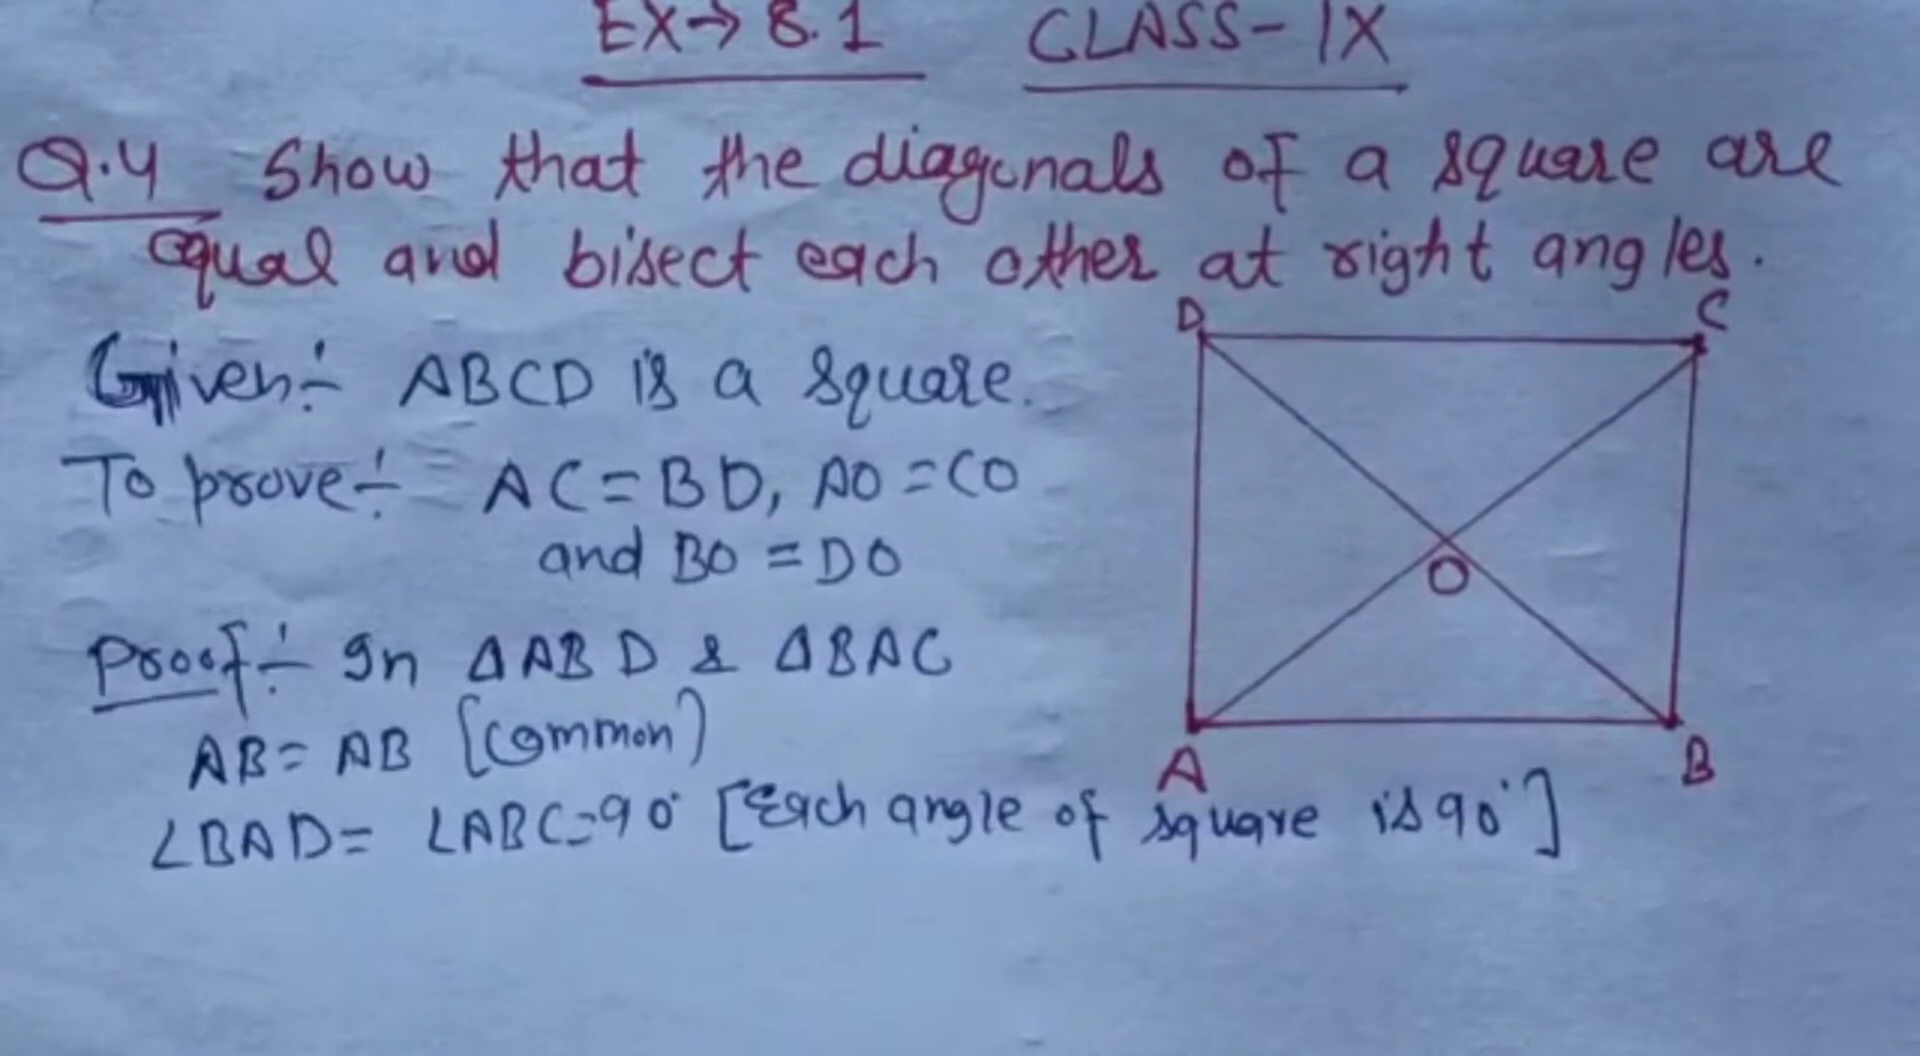 EX→ 8.1 CLASS-IX
Q.4 Show that the diagonals of a square are
equal and bisect each other at right angles.
D C
Given:- ABCD is a square.
To prove:- AC=BD, AO=CO
and BO=DO
O
Proof:- In ΔABD & ΔBAC
AB=AB [Common)
A B
∠BAD= ∠ABC=90° [Each angle of square is 90°]